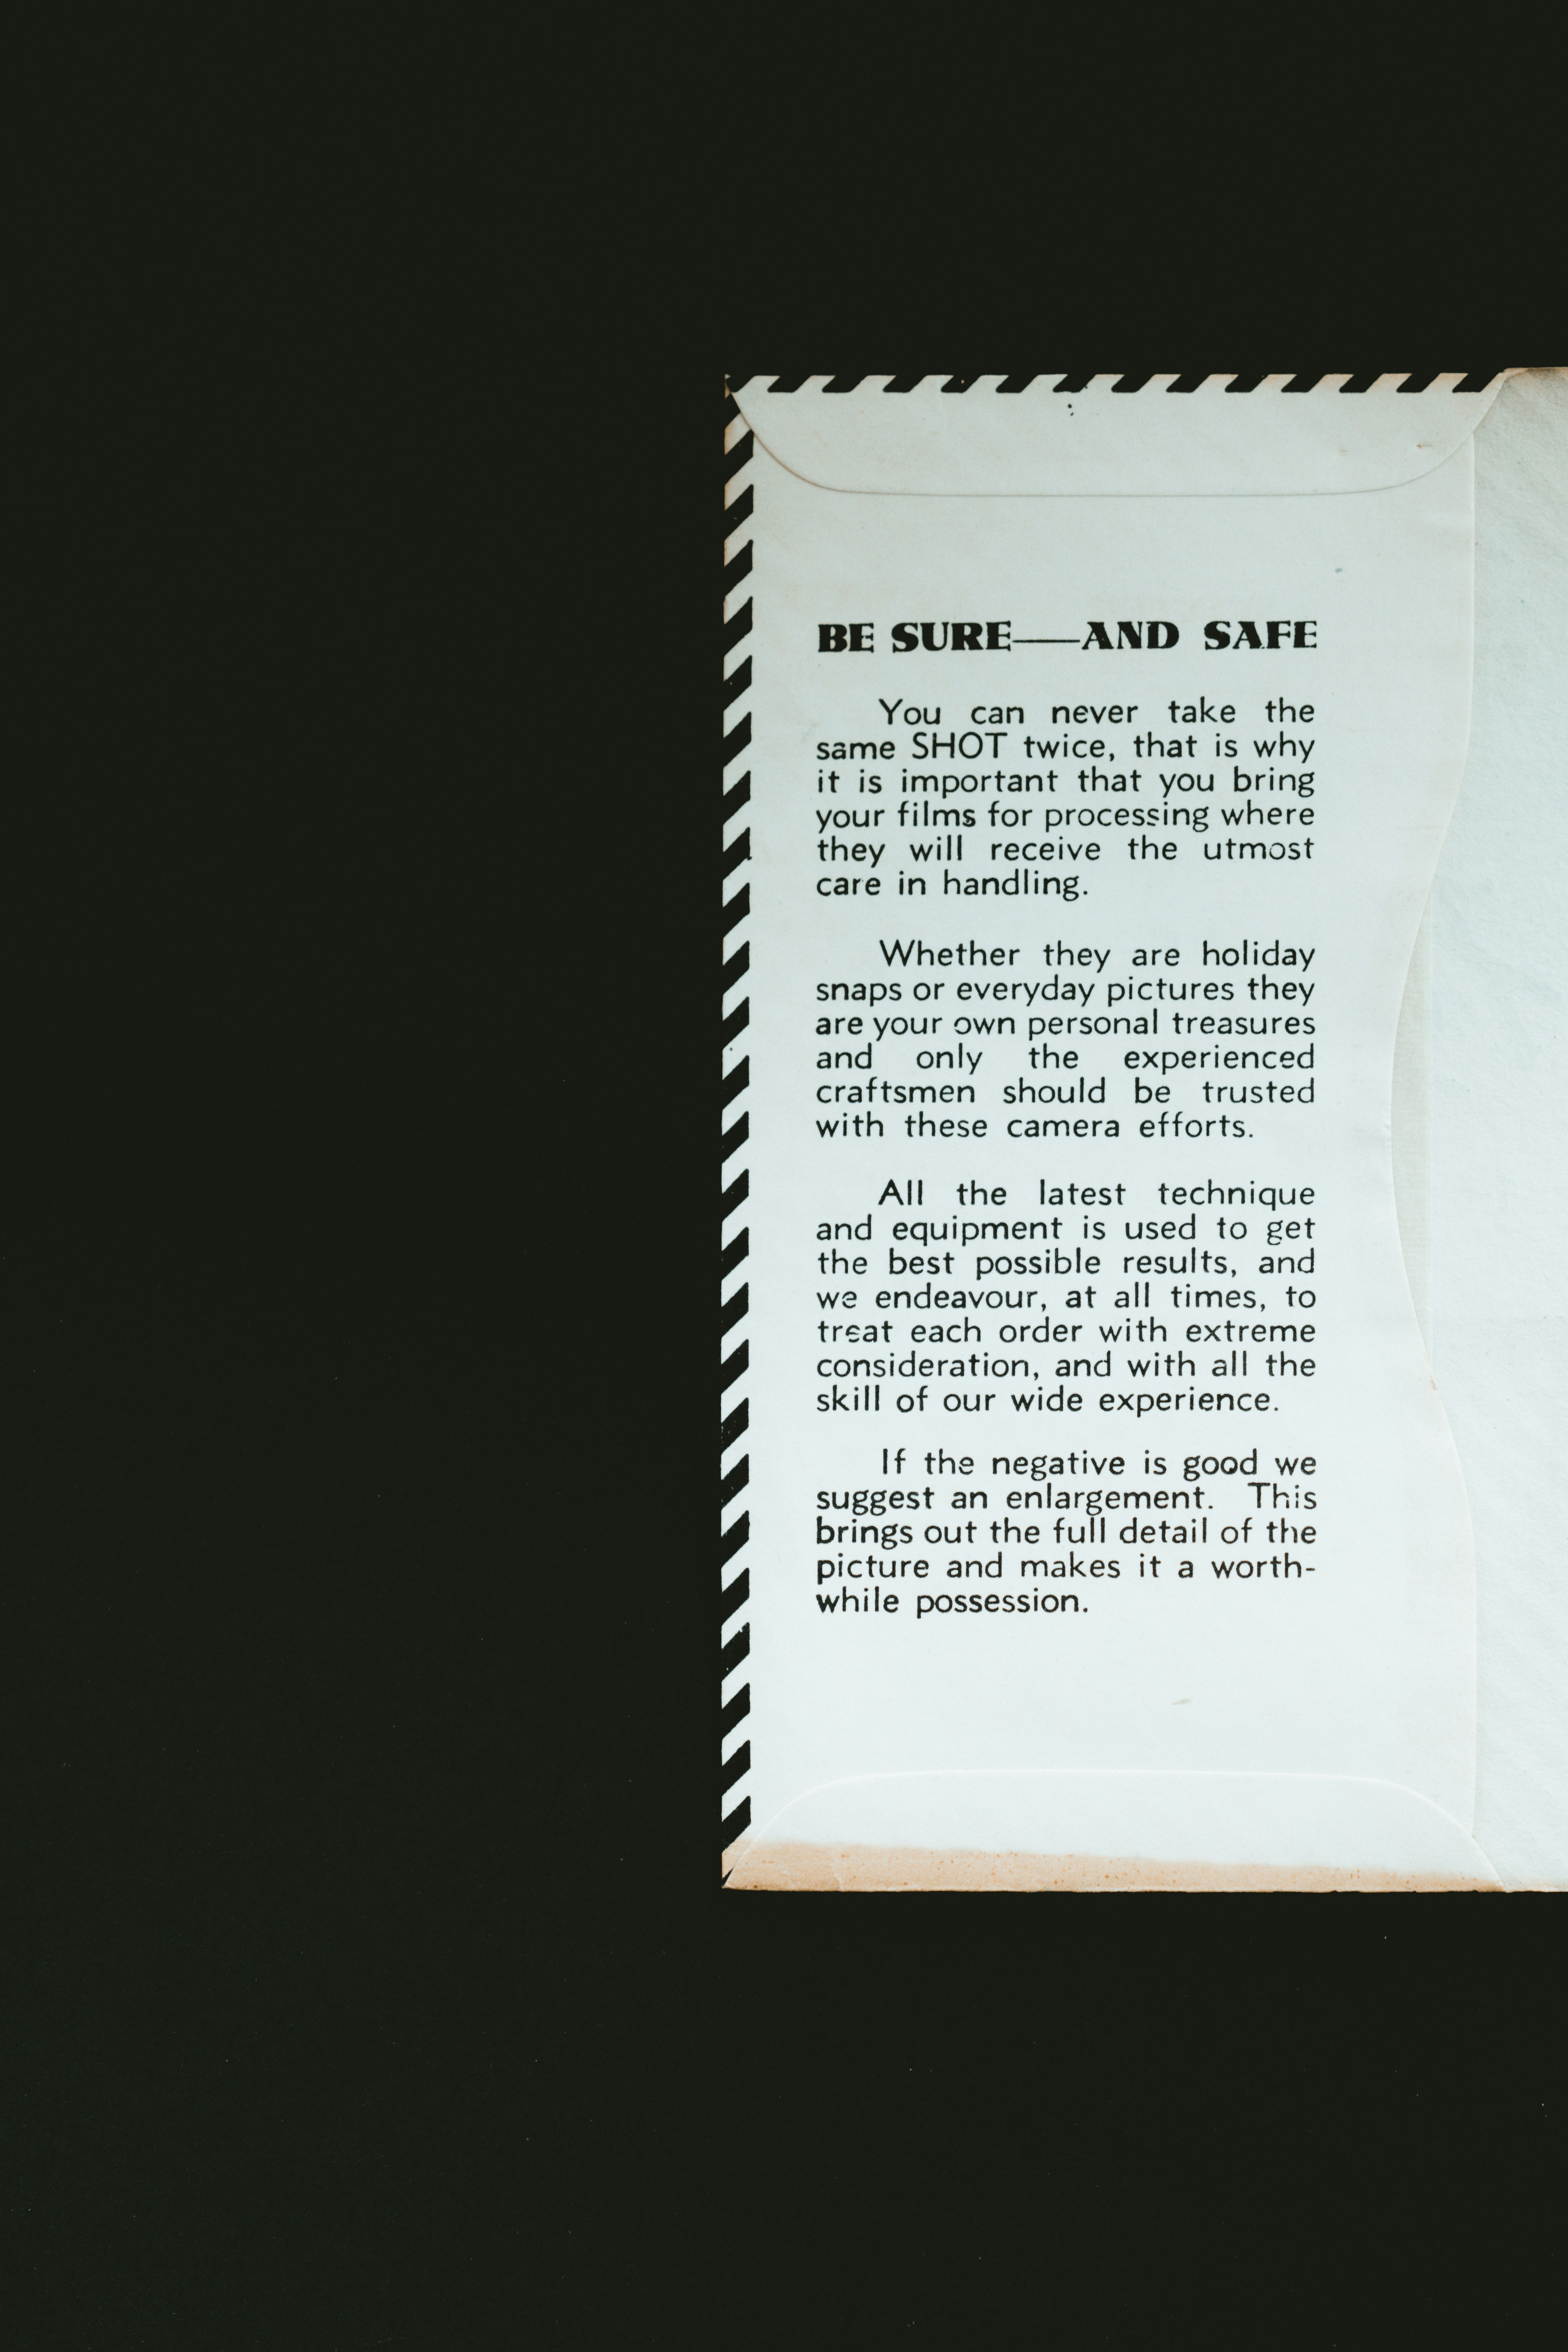 BE SURE—AND SAFE
You can never take the
same SHOT twice, that is why
it is important that you bring
your films for processing where
they will receive the utmost
care in handling.
Whether they are holiday
snaps or everyday pictures they
are your own personal treasures
and only the experienced
craftsmen should be trusted
with these camera efforts.
All the latest technique
and equipment is used to get
the best possible results, and
we endeavour, at all times, to
treat each order with extreme
consideration, and with all the
skill of our wide experience.
If the negative is good we
suggest an enlargement. This
brings out the full detail of the
picture and makes it a worth-
while possession.